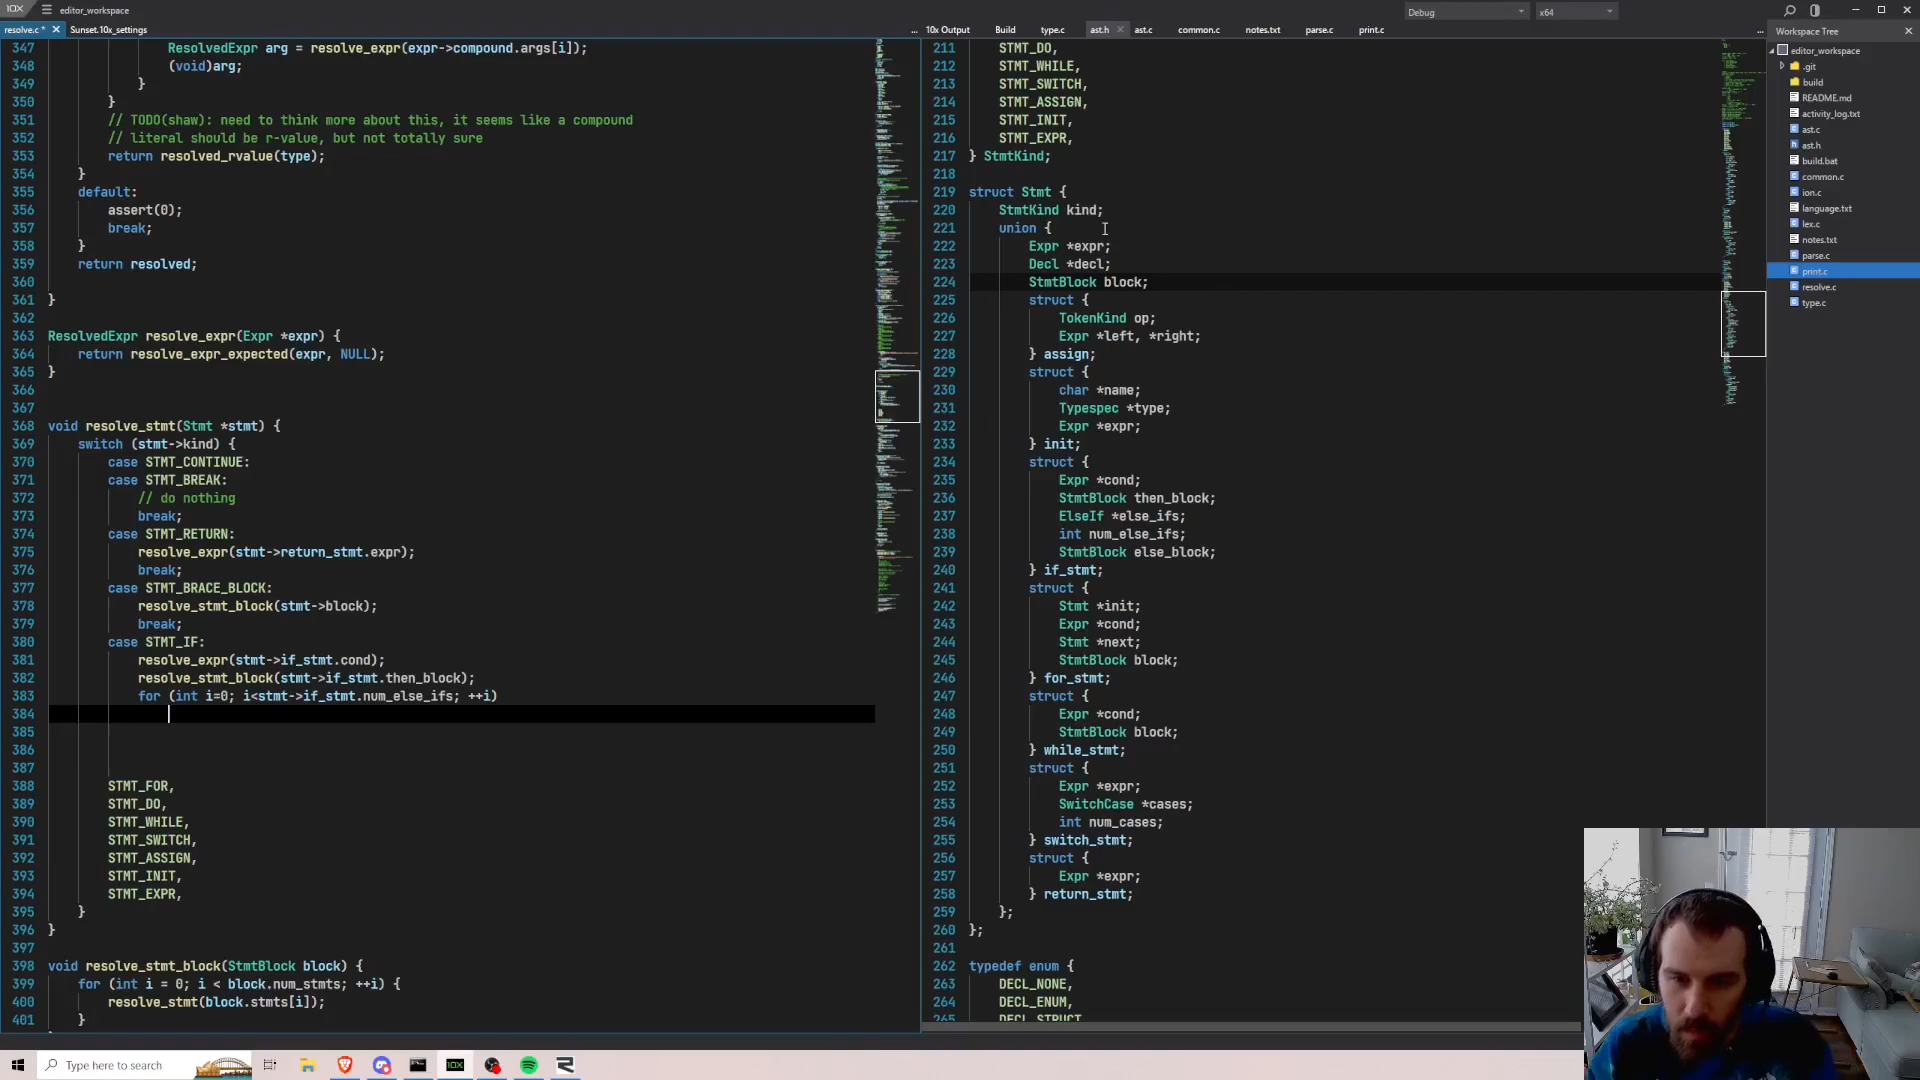 10X editor_workspace Debug x64
resolve.c * Sunset.10x_settings ... 10x Output Build type.c ast.h ast.c common.c notes.txt parse.c print.c ... Workspace Tree
347 ResolvedExpr arg = resolve_expr(expr->compound.args[i]);
348 (void)arg;
349 }
350 }
351 // TODO(shaw): need to think more about this, it seems like a compound
352 // literal should be r-value, but not totally sure
353 return resolved_rvalue(type);
354 }
355 default:
356 assert(0);
357 break;
358 }
359 return resolved;
360
361 }
362
363 ResolvedExpr resolve_expr(Expr *expr) {
364 return resolve_expr_expected(expr, NULL);
365 }
366
367
368 void resolve_stmt(Stmt *stmt) {
369 switch (stmt->kind) {
370 case STMT_CONTINUE:
371 case STMT_BREAK:
372 // do nothing
373 break;
374 case STMT_RETURN:
375 resolve_expr(stmt->return_stmt.expr);
376 break;
377 case STMT_BRACE_BLOCK:
378 resolve_stmt_block(stmt->block);
379 break;
380 case STMT_IF:
381 resolve_expr(stmt->if_stmt.cond);
382 resolve_stmt_block(stmt->if_stmt.then_block);
383 for (int i=0; i<stmt->if_stmt.num_else_ifs; ++i)
384
385
386
387
388 STMT_FOR,
389 STMT_DO,
390 STMT_WHILE,
391 STMT_SWITCH,
392 STMT_ASSIGN,
393 STMT_INIT,
394 STMT_EXPR,
395 }
396 }
397
398 void resolve_stmt_block(StmtBlock block) {
399 for (int i = 0; i < block.num_stmts; ++i) {
400 resolve_stmt(block.stmts[i]);
401 }
211 STMT_DO,
212 STMT_WHILE,
213 STMT_SWITCH,
214 STMT_ASSIGN,
215 STMT_INIT,
216 STMT_EXPR,
217 } StmtKind;
218
219 struct Stmt {
220 StmtKind kind;
221 union {
222 Expr *expr;
223 Decl *decl;
224 StmtBlock block;
225 struct {
226 TokenKind op;
227 Expr *left, *right;
228 } assign;
229 struct {
230 char *name;
231 Typespec *type;
232 Expr *expr;
233 } init;
234 struct {
235 Expr *cond;
236 StmtBlock then_block;
237 ElseIf *else_ifs;
238 int num_else_ifs;
239 StmtBlock else_block;
240 } if_stmt;
241 struct {
242 Stmt *init;
243 Expr *cond;
244 Stmt *next;
245 StmtBlock block;
246 } for_stmt;
247 struct {
248 Expr *cond;
249 StmtBlock block;
250 } while_stmt;
251 struct {
252 Expr *expr;
253 SwitchCase *cases;
254 int num_cases;
255 } switch_stmt;
256 struct {
257 Expr *expr;
258 } return_stmt;
259 };
260 };
261
262 typedef enum {
263 DECL_NONE,
264 DECL_ENUM,
265 DECL_STRUCT
editor_workspace
.git
build
README.md
activity_log.txt
ast.c
ast.h
build.bat
common.c
ion.c
language.txt
lex.c
notes.txt
parse.c
print.c
resolve.c
type.c
Type here to search
10X